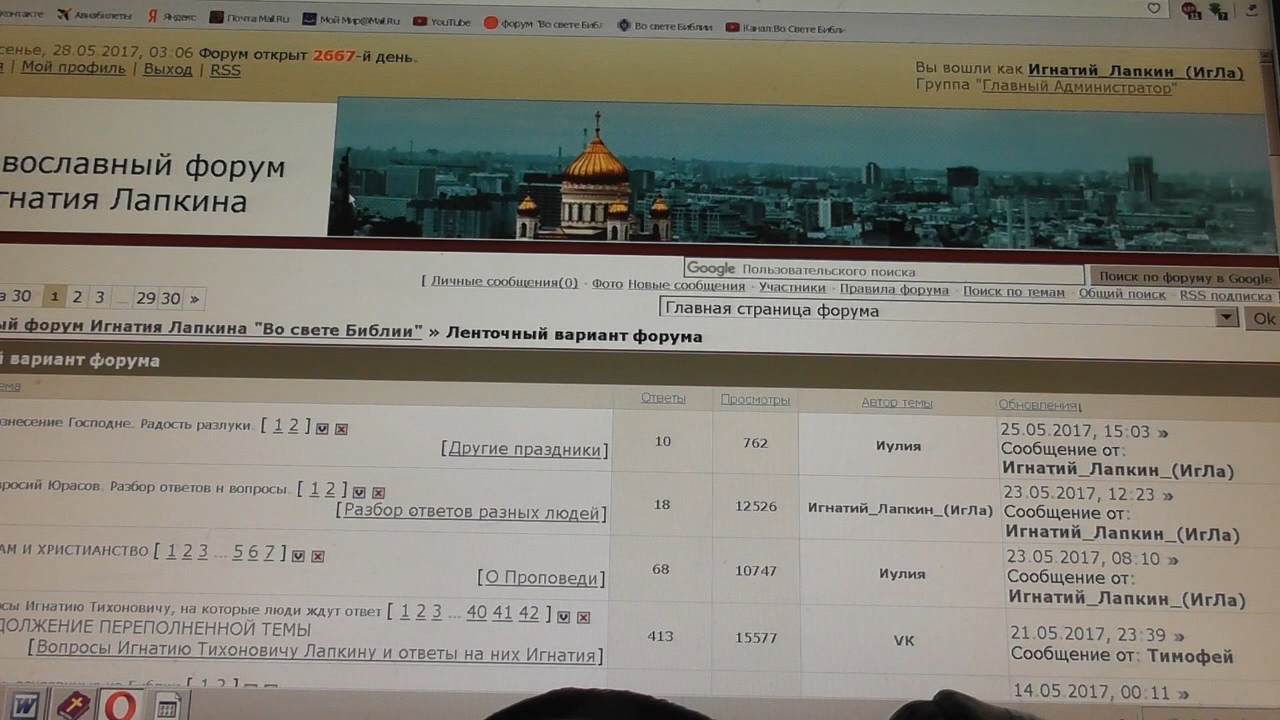 контакте Авиабилеты Яндекс Почта Mail.Ru Мой Мир@Mail.Ru YouTube форум "Во свете Библ Во свете Библии Канал:Во Свете Библи
сенье, 28.05.2017, 03:06 Форум открыт 2667-й день.
я | Мой профиль | Выход | RSS
Вы вошли как Игнатий_Лапкин_(ИгЛа)
Группа "Главный Администратор"
вославный форум
гнатия Лапкина
Google Пользовательского поиска Поиск по форуму в Google
[ Личные сообщения(0) · Фото Новые сообщения · Участники · Правила форума · Поиск по темам · Общий поиск · RSS подписка
з 30 1 2 3 ... 29 30 »
Главная страница форума Ok
ый форум Игнатия Лапкина "Во свете Библии" » Ленточный вариант форума
й вариант форума
ема Ответы Просмотры Автор темы Обновления↓
знесение Господне. Радость разлуки. [ 1 2 ]
[Другие праздники]
10 762 Иулия
25.05.2017, 15:03 »
Сообщение от:
Игнатий_Лапкин_(ИгЛа)
вросий Юрасов. Разбор ответов н вопросы. [ 1 2 ]
[Разбор ответов разных людей]
18 12526 Игнатий_Лапкин_(ИгЛа)
23.05.2017, 12:23 »
Сообщение от:
Игнатий_Лапкин_(ИгЛа)
АМ И ХРИСТИАНСТВО [ 1 2 3 ... 5 6 7 ]
[О Проповеди]
68 10747 Иулия
23.05.2017, 08:10 »
Сообщение от:
Игнатий_Лапкин_(ИгЛа)
осы Игнатию Тихоновичу, на которые люди ждут ответ [ 1 2 3 ... 40 41 42 ]
ДОЛЖЕНИЕ ПЕРЕПОЛНЕННОЙ ТЕМЫ
[Вопросы Игнатию Тихоновичу Лапкину и ответы на них Игнатия]
413 15577 VK
21.05.2017, 23:39 »
Сообщение от: Тимофей
[ 1 2 ]
14.05.2017, 00:11 »